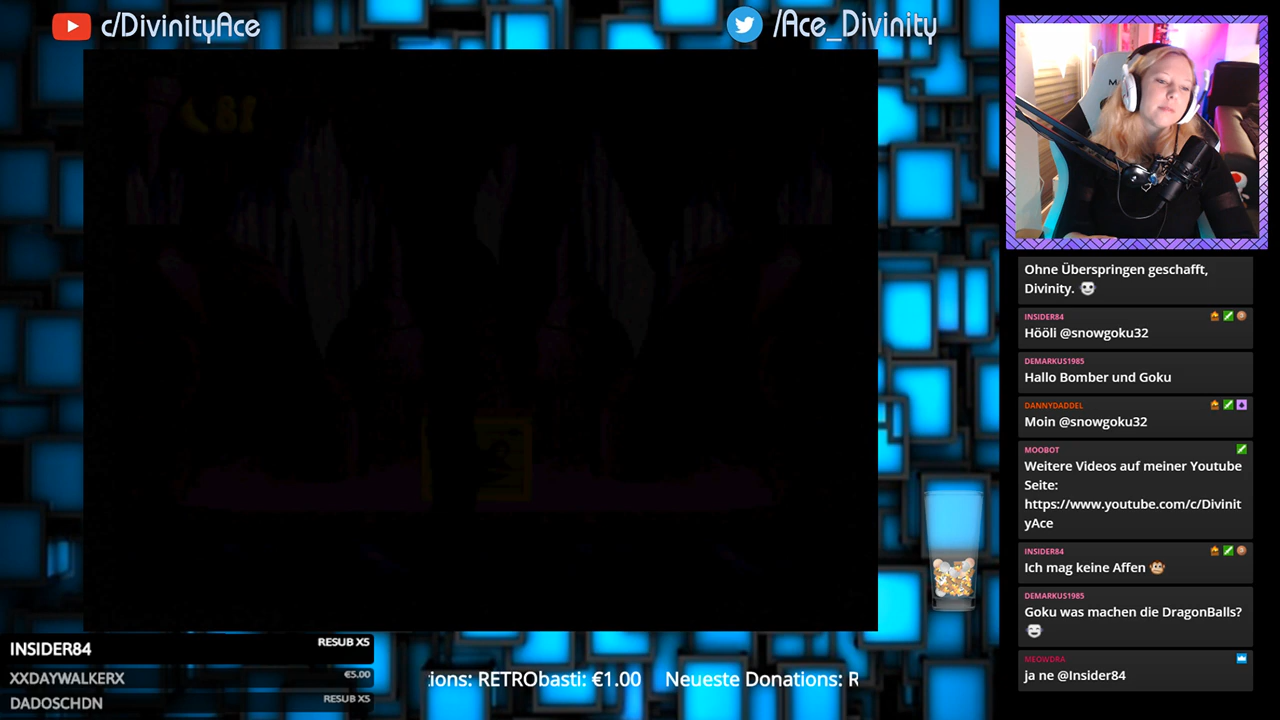 c/DivinityAce
/Ace_Divinity
81
Ohne Überspringen geschafft,
Divinity.
INSIDER84
Hööli @snowgoku32
DEMARKUS1985
Hallo Bomber und Goku
DANNYDADDEL
Moin @snowgoku32
MOOBOT
Weitere Videos auf meiner Youtube
Seite:
https://www.youtube.com/c/Divinit
yAce
INSIDER84
Ich mag keine Affen
DEMARKUS1985
Goku was machen die DragonBalls?
MEOWDRA
ja ne @Insider84
INSIDER84 RESUB X5
XXDAYWALKERX €5.00
DADOSCHDN RESUB X5
ions: RETRObasti: €1.00 Neueste Donations: R